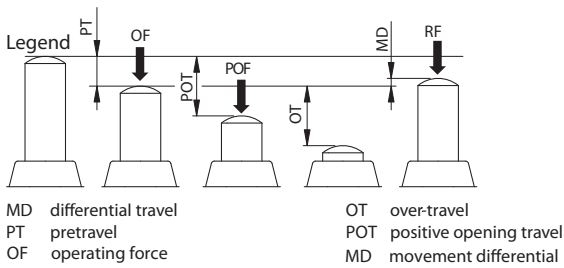 Legend
PT
OF
POT
POF
OT
MD
RF
MD differential travel
PT pretravel
OF operating force
OT over-travel
POT positive opening travel
MD movement differential